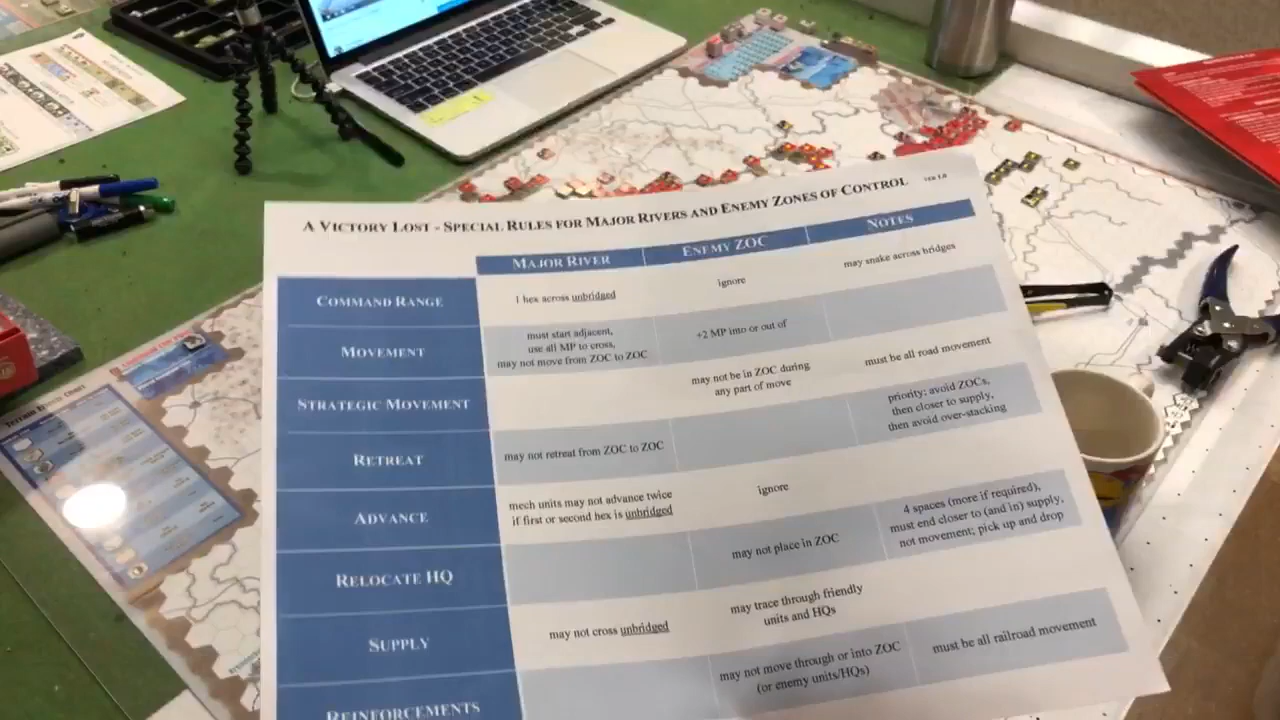 A VICTORY LOST - SPECIAL RULES FOR MAJOR RIVERS AND ENEMY ZONES OF CONTROL
VER 1.0
MAJOR RIVER
ENEMY ZOC
NOTES
COMMAND RANGE
1 hex across unbridged
ignore
may snake across bridges
MOVEMENT
must start adjacent,
use all MP to cross,
may not move from ZOC to ZOC
+2 MP into or out of
STRATEGIC MOVEMENT
may not be in ZOC during
any part of move
must be all road movement
RETREAT
may not retreat from ZOC to ZOC
priority; avoid ZOCs,
then closer to supply,
then avoid over-stacking
ADVANCE
mech units may not advance twice
if first or second hex is unbridged
ignore
RELOCATE HQ
may not place in ZOC
4 spaces (more if required),
must end closer to (and in) supply,
not movement; pick up and drop
SUPPLY
may not cross unbridged
may trace through friendly
units and HQs
REINFORCEMENTS
may not move through or into ZOC
(or enemy units/HQs)
must be all railroad movement
Terrain Effects Chart